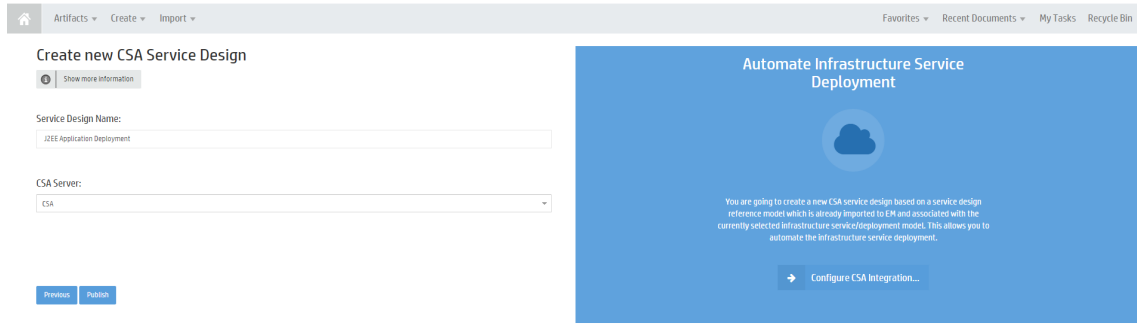 Artifacts Create Import Favorites Recent Documents My Tasks Recycle Bin
Create new CSA Service Design
Show more information
Service Design Name:
J2EE Application Deployment
CSA Server:
CSA
Previous Publish
Automate Infrastructure Service
Deployment
You are going to create a new CSA service design based on a service design
reference model which is already imported to EM and associated with the
currently selected infrastructure service/deployment model. This allows you to
automate the infrastructure service deployment.
Configure CSA Integration...